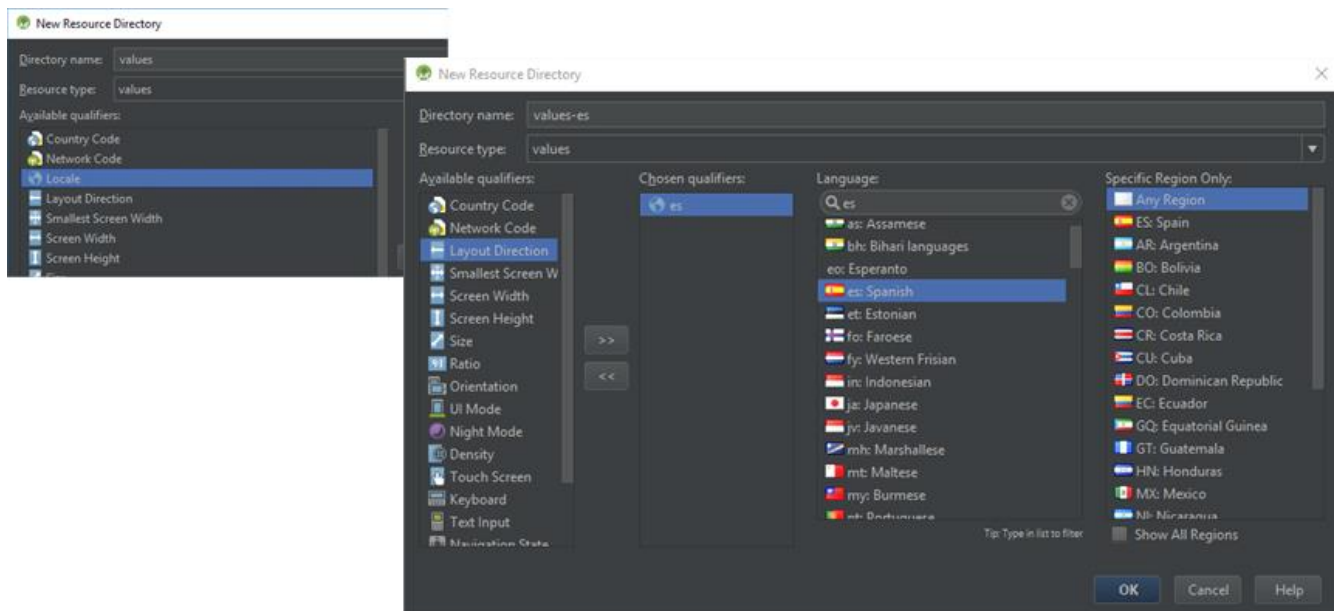 New Resource Directory
Directory name: values
Resource type: values
Available qualifiers:
Country Code
Network Code
Locale
Layout Direction
Smallest Screen Width
Screen Width
Screen Height
New Resource Directory
Directory name: values-es
Resource type: values
Available qualifiers:
Country Code
Network Code
Layout Direction
Smallest Screen W
Screen Width
Screen Height
Size
Ratio
Orientation
UI Mode
Night Mode
Density
Touch Screen
Keyboard
Text Input
Navigation State
>>
<<
Chosen qualifiers:
es
Language:
es
as: Assamese
bh: Bihari languages
eo: Esperanto
es: Spanish
et: Estonian
fo: Faroese
fy: Western Frisian
in: Indonesian
ja: Japanese
jv: Javanese
mh: Marshallese
mt: Maltese
my: Burmese
pt: Portuguese
Tip: Type in list to filter
Specific Region Only:
Any Region
ES: Spain
AR: Argentina
BO: Bolivia
CL: Chile
CO: Colombia
CR: Costa Rica
CU: Cuba
DO: Dominican Republic
EC: Ecuador
GQ: Equatorial Guinea
GT: Guatemala
HN: Honduras
MX: Mexico
NI: Nicaragua
Show All Regions
OK Cancel Help